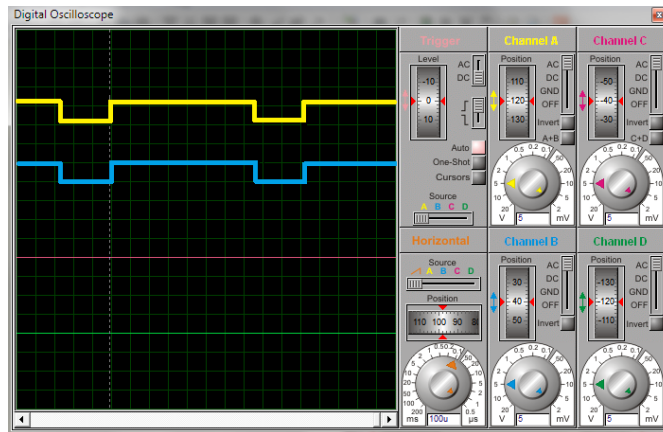 Digital Oscilloscope
Trigger
Level
AC
DC
-10
0
10
Auto
One-Shot
Cursors
Source
A B C D
Channel A
Position
AC
DC
GND
OFF
110
120
130
Invert
A+B
V 5 mV
Channel C
Position
AC
DC
GND
OFF
-50
-40
-30
Invert
C+D
V 5 mV
Horizontal
Source
A B C D
Position
110 100 90
ms 100u µs
Channel B
Position
AC
DC
GND
OFF
30
40
50
Invert
V 5 mV
Channel D
Position
AC
DC
GND
OFF
-130
-120
-110
Invert
V 5 mV